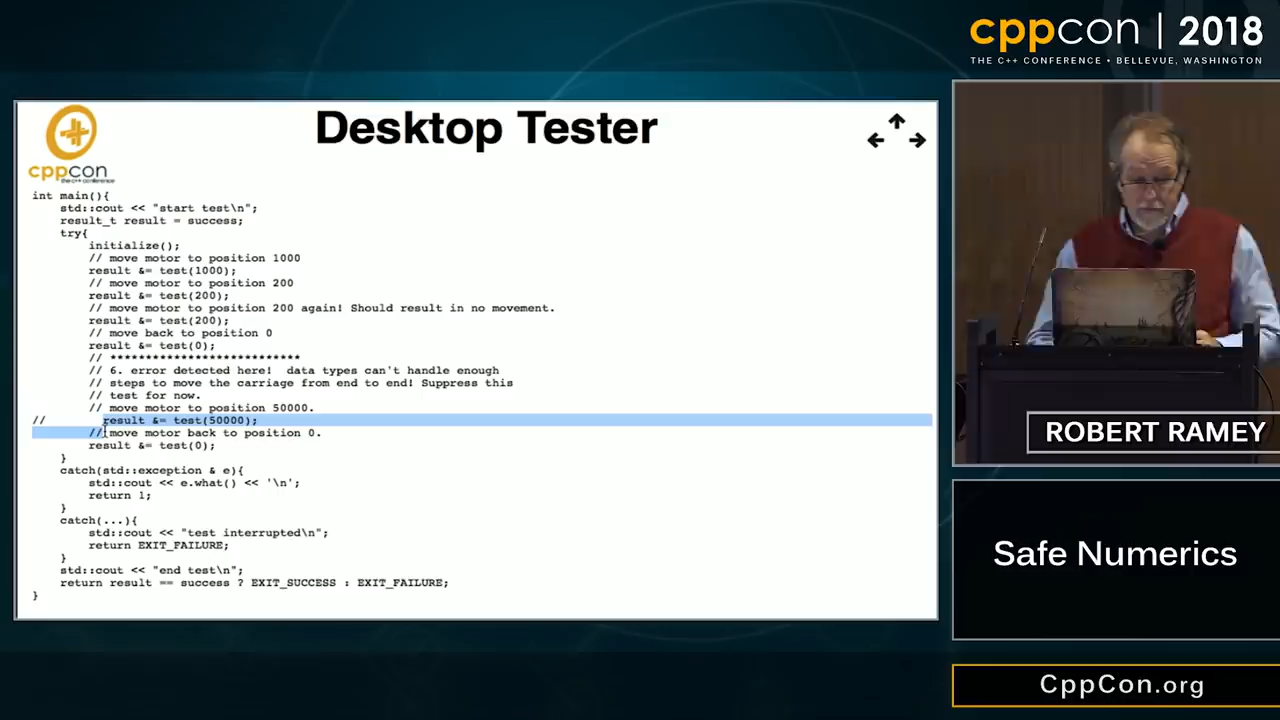 cppcon | 2018
THE C++ CONFERENCE • BELLEVUE, WASHINGTON
Desktop Tester
cppcon
the c++ conference
int main(){
    std::cout << "start test\n";
    result_t result = success;
    try{
        initialize();
        // move motor to position 1000
        result &= test(1000);
        // move motor to position 200
        result &= test(200);
        // move motor to position 200 again! Should result in no movement.
        result &= test(200);
        // move back to position 0
        result &= test(0);
        // ***************************
        // 6. error detected here!  data types can't handle enough
        // steps to move the carriage from end to end! Suppress this
        // test for now.
        // move motor to position 50000.
//        result &= test(50000);
        // move motor back to position 0.
        result &= test(0);
    }
    catch(std::exception & e){
        std::cout << e.what() << '\n';
        return 1;
    }
    catch(...){
        std::cout << "test interrupted\n";
        return EXIT_FAILURE;
    }
    std::cout << "end test\n";
    return result == success ? EXIT_SUCCESS : EXIT_FAILURE;
}
ROBERT RAMEY
Safe Numerics
CppCon.org